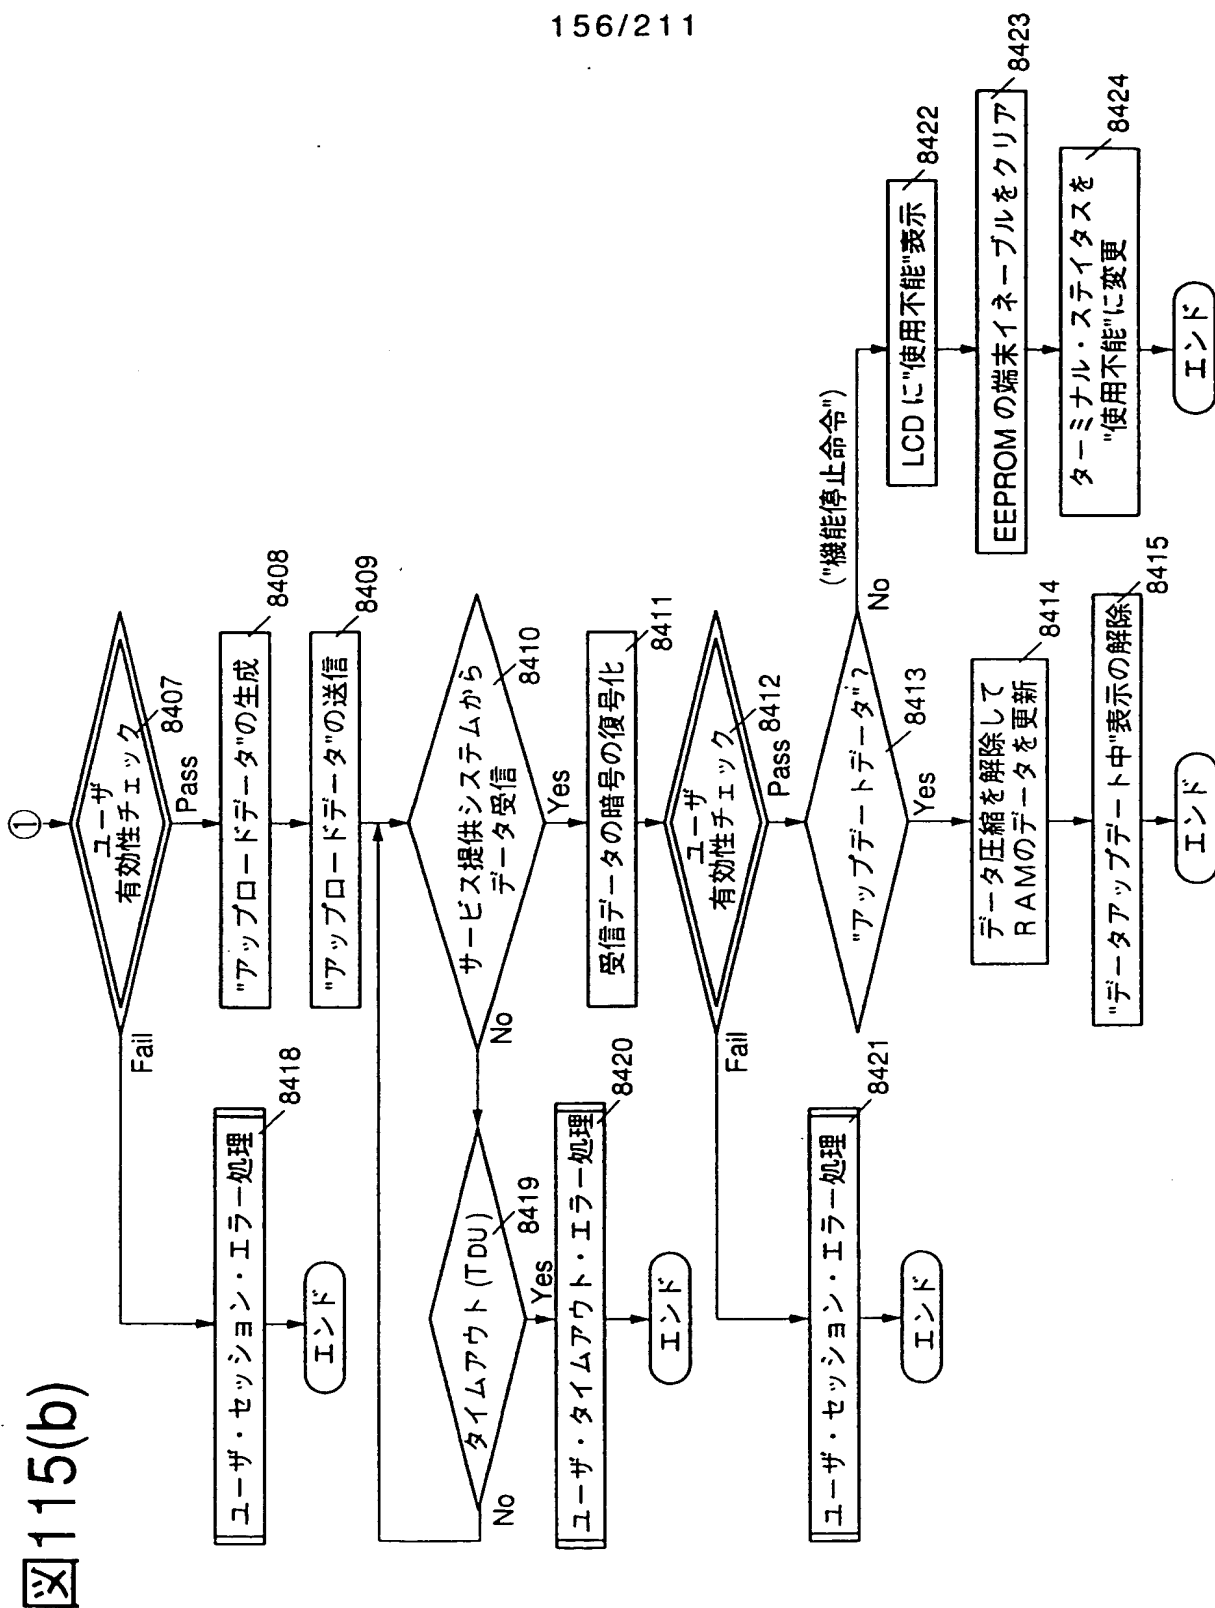 156/211
図115(b)
①
ユーザ
有効性チェック
8407
Pass
Fail
"アップロードデータ"の生成
8408
"アップロードデータ"の送信
8409
サービス提供システムから
データ受信
8410
Yes
No
受信データの暗号の復号化
8411
ユーザ
有効性チェック
8412
Pass
Fail
"アップデートデータ"?
8413
Yes
No
("機能停止命令")
データ圧縮を解除して
RAMのデータを更新
8414
"データアップデート中"表示の解除
8415
エンド
ユーザ・セッション・エラー処理
8418
エンド
タイムアウト(TDU)
8419
No
Yes
ユーザ・タイムアウト・エラー処理
8420
エンド
ユーザ・セッション・エラー処理
8421
エンド
LCDに"使用不能"表示
8422
EEPROMの端末イネーブルをクリア
8423
ターミナル・ステイタスを
"使用不能"に変更
8424
エンド